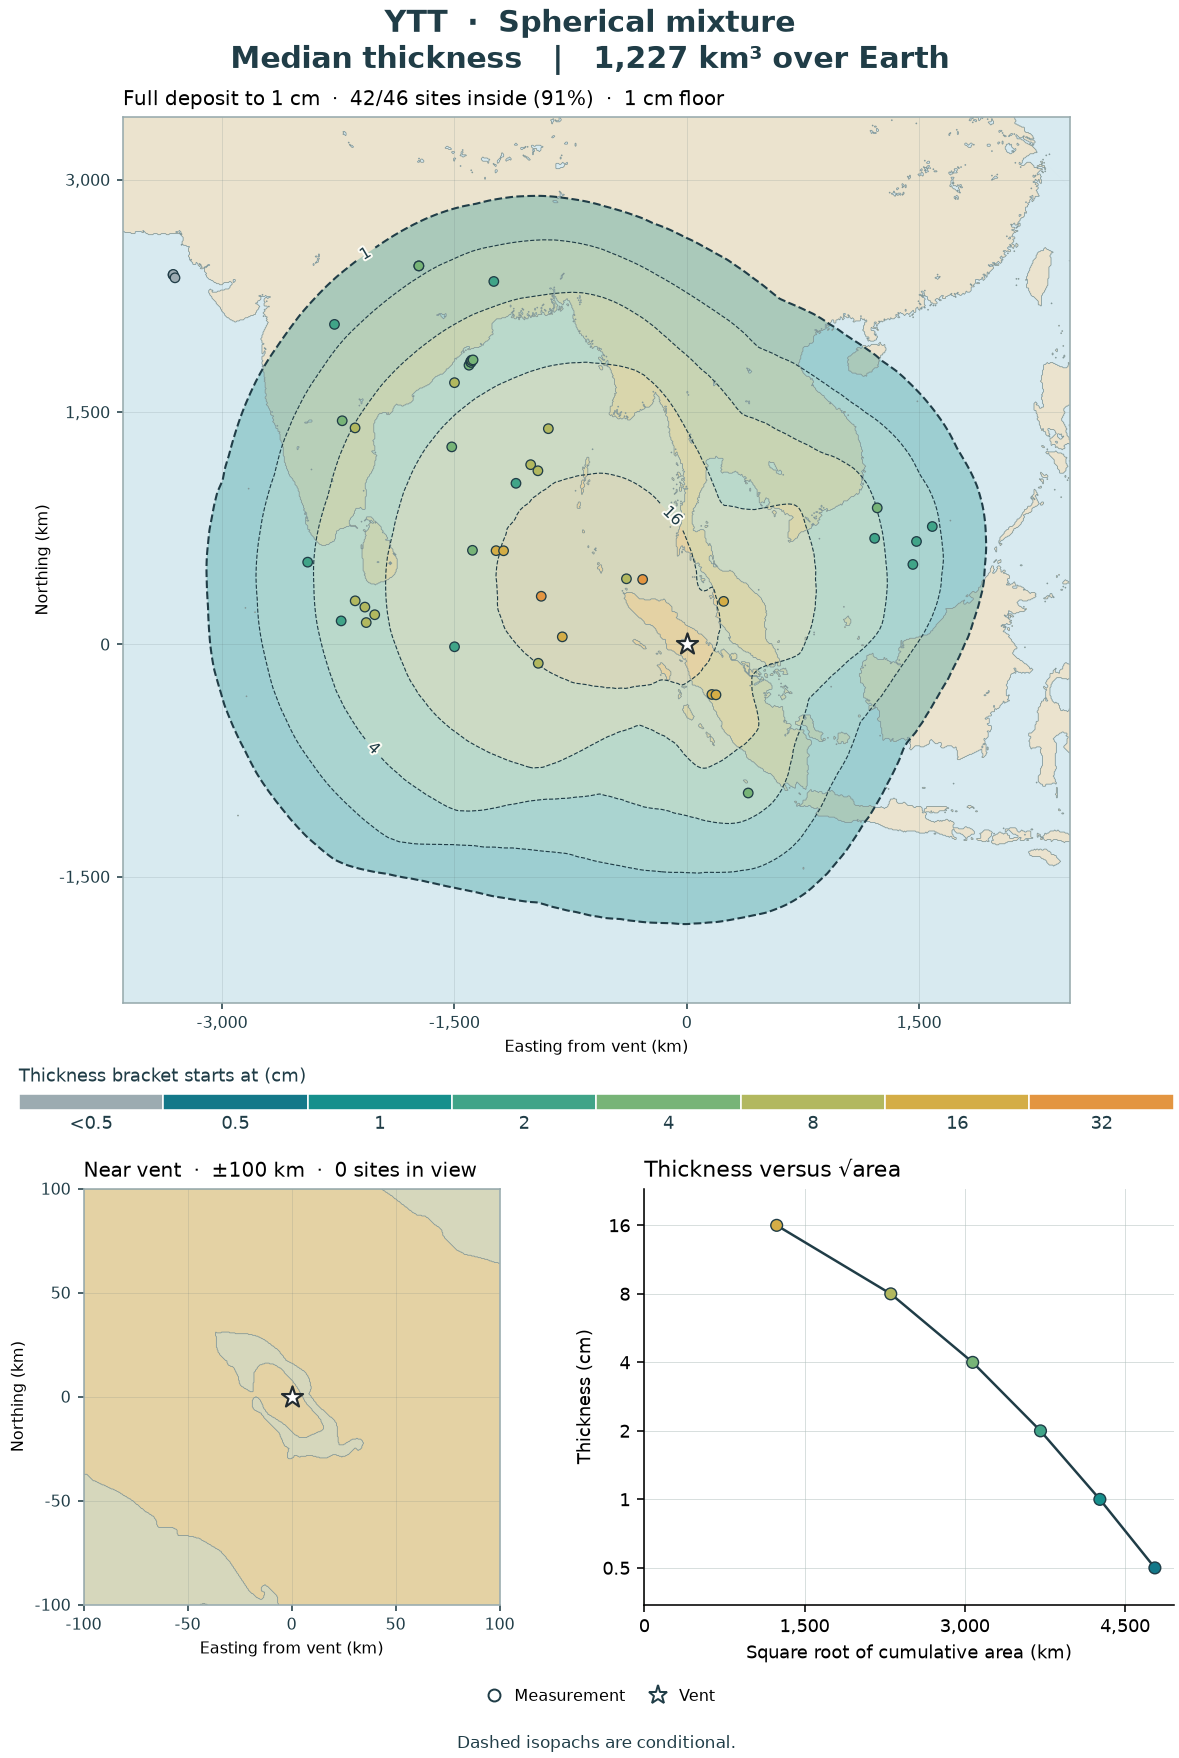 YTT · Spherical mixture
Median thickness | 1,227 km³ over Earth
Full deposit to 1 cm · 42/46 sites inside (91%) · 1 cm floor
3,000
1,500
0
-1,500
Northing (km)
1
16
4
-3,000 -1,500 0 1,500
Easting from vent (km)
Thickness bracket starts at (cm)
<0.5 0.5 1 2 4 8 16 32
Near vent · ±100 km · 0 sites in view
100
50
0
-50
-100
Northing (km)
-100 -50 0 50 100
Easting from vent (km)
Thickness versus √area
16
8
4
2
1
0.5
Thickness (cm)
0 1,500 3,000 4,500
Square root of cumulative area (km)
Measurement Vent
Dashed isopachs are conditional.